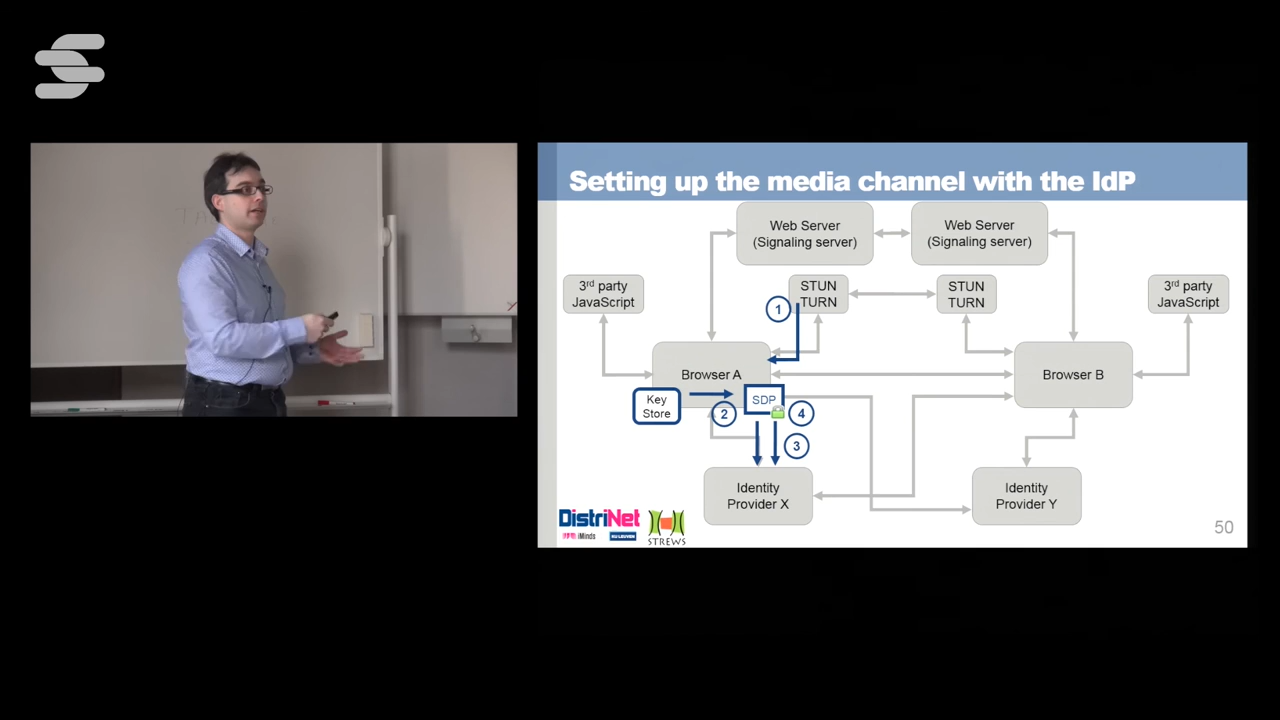 Setting up the media channel with the IdP
Web Server
(Signaling server)
Web Server
(Signaling server)
3rd party
JavaScript
STUN
TURN
STUN
TURN
3rd party
JavaScript
1
Browser A
Browser B
Key
Store
2
SDP
4
3
Identity
Provider X
Identity
Provider Y
DistriNet
iMinds
KU LEUVEN
STREWS
50